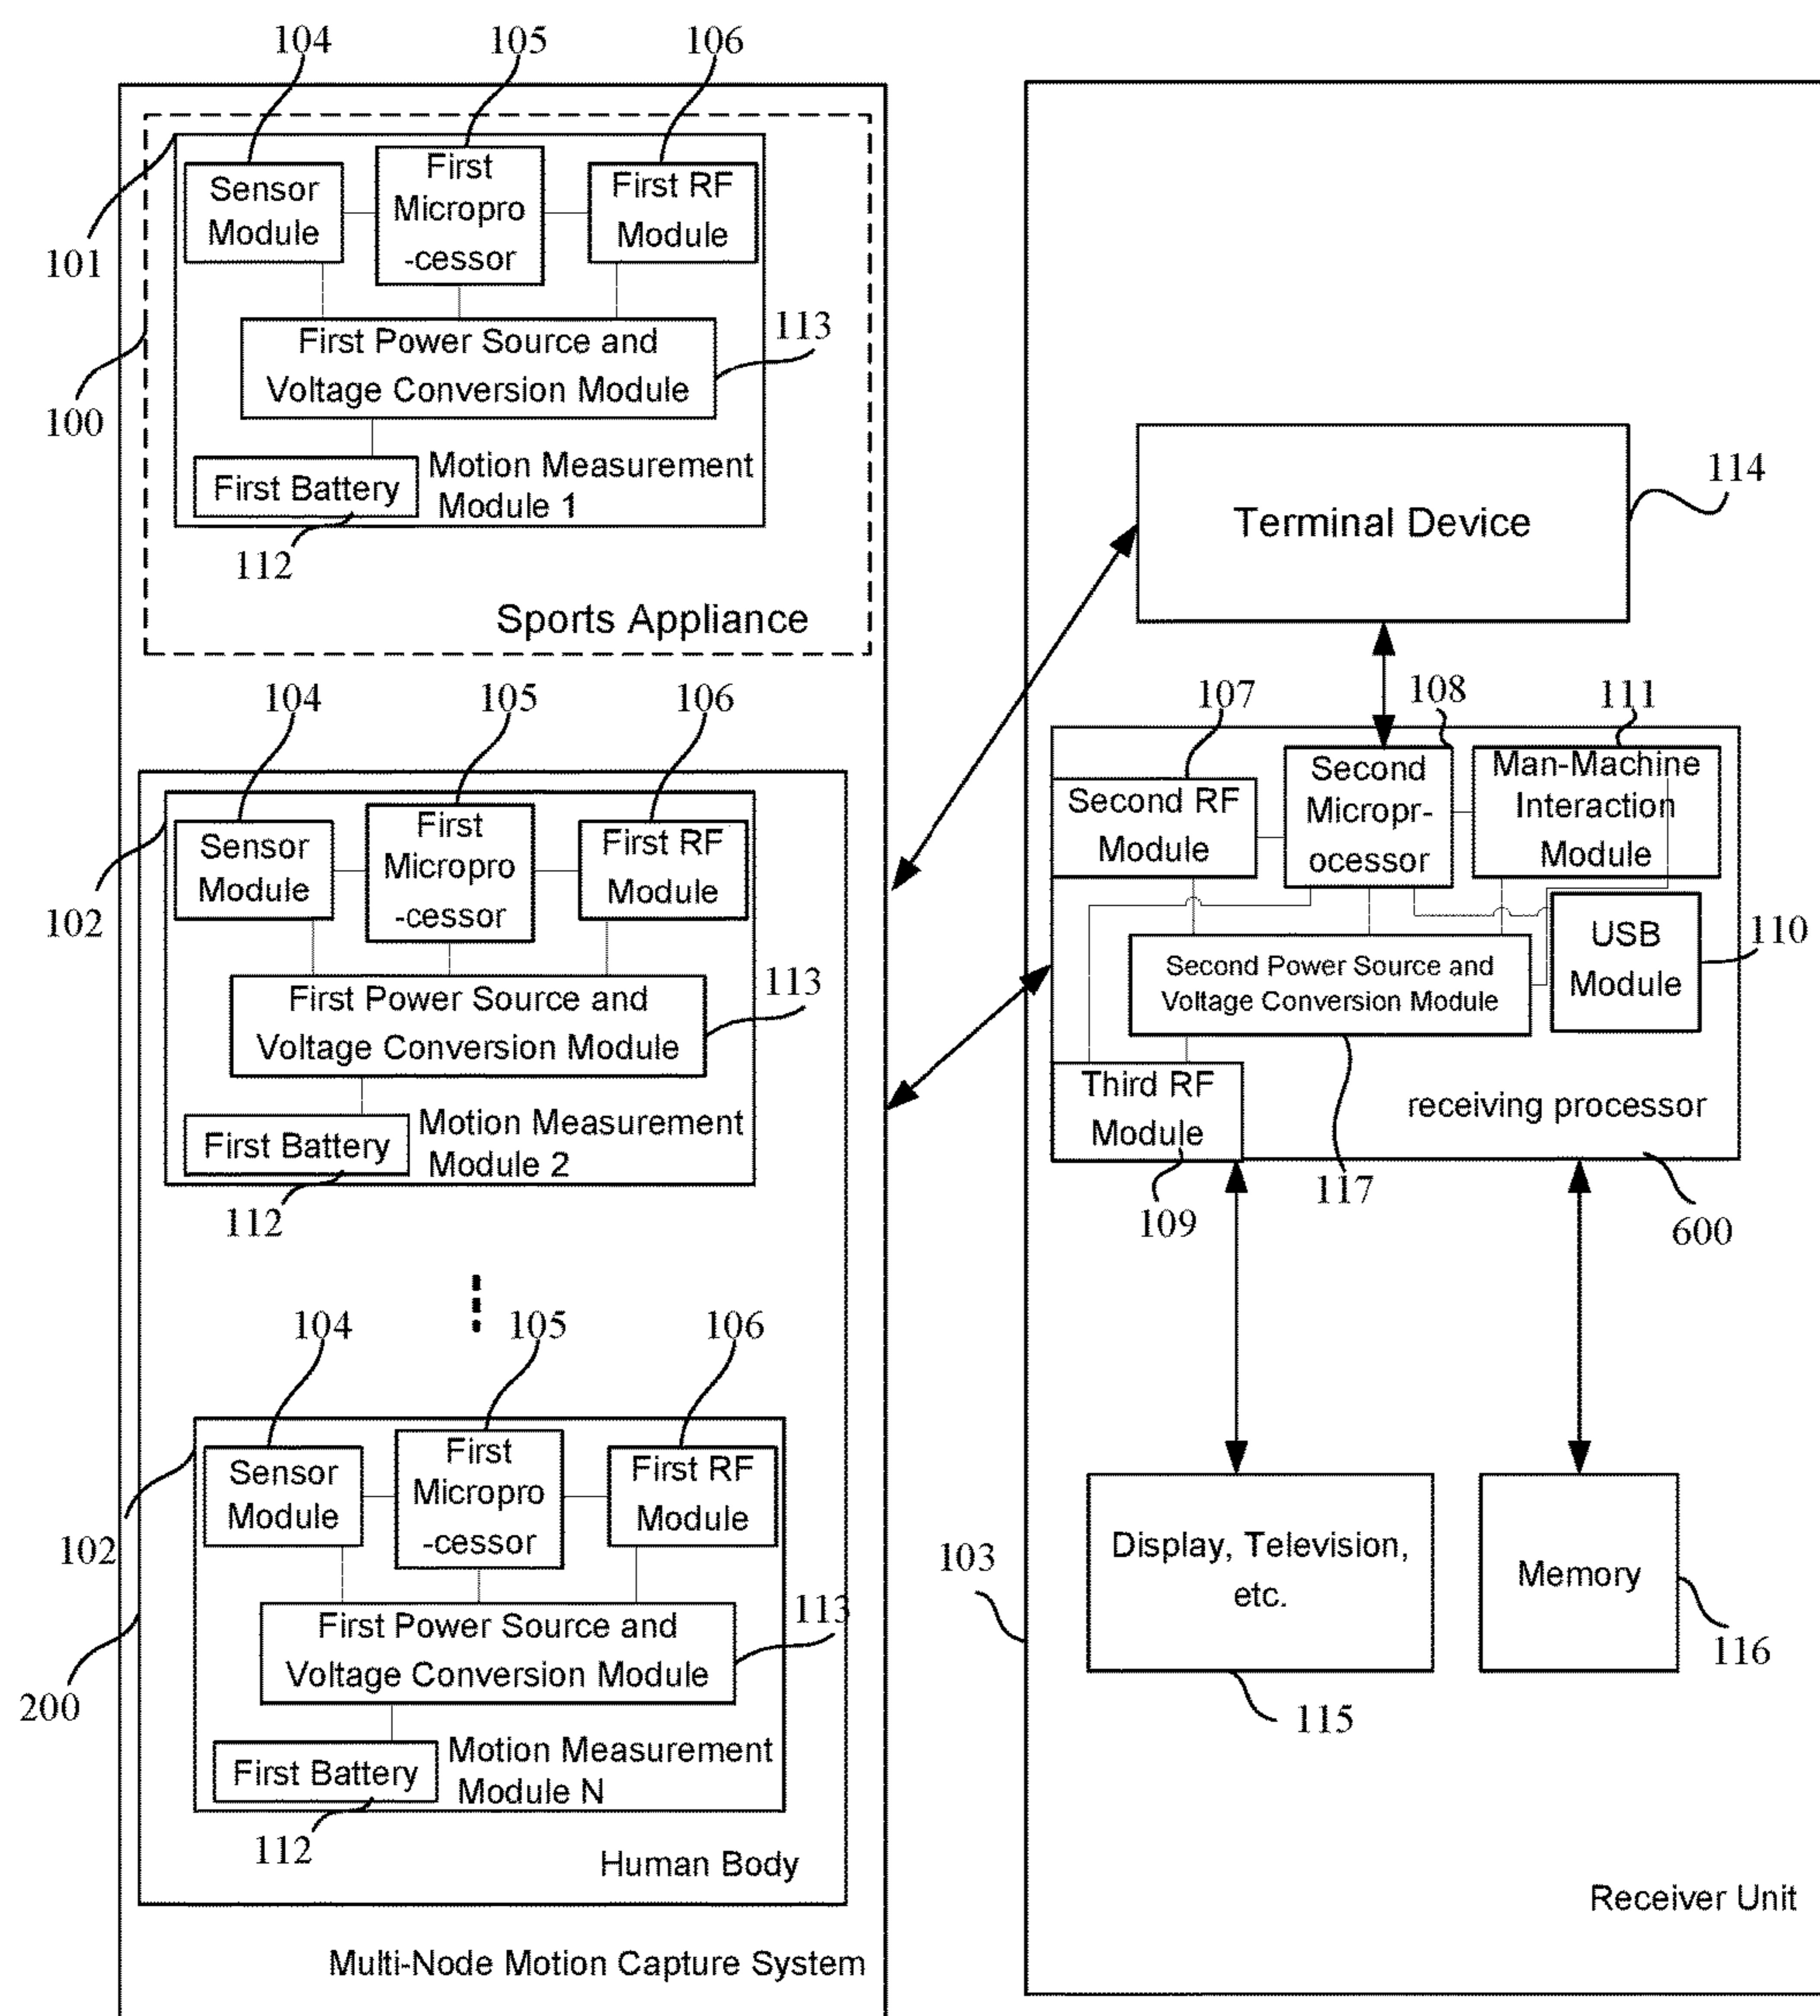 104
105
106
101
Sensor
Module
First
Micropro
-cessor
First RF
Module
113
First Power Source and
Voltage Conversion Module
100
First Battery
Motion Measurement
Module 1
112
Sports Appliance
104
105
106
102
Sensor
Module
First
Micropro
-cessor
First RF
Module
113
First Power Source and
Voltage Conversion Module
First Battery
Motion Measurement
Module 2
112
104
105
106
102
Sensor
Module
First
Micropro
-cessor
First RF
Module
113
First Power Source and
Voltage Conversion Module
200
First Battery
Motion Measurement
Module N
112
Human Body
Multi-Node Motion Capture System
114
Terminal Device
107
108
111
Second RF
Module
Second
Micropr-
ocessor
Man-Machine
Interaction
Module
USB
Module
110
Second Power Source and
Voltage Conversion Module
Third RF
Module
receiving processor
109
117
600
103
Display, Television,
etc.
Memory
115
116
Receiver Unit